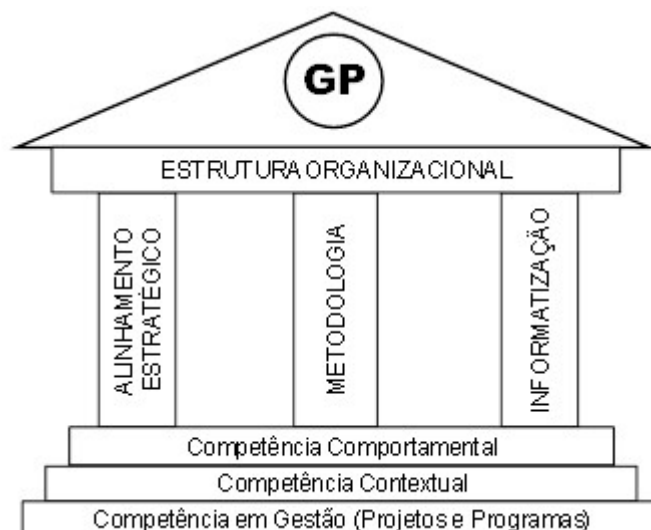 GP
ESTRUTURA ORGANIZACIONAL
ALINHAMENTO
ESTRATÉGICO
METODOLOGIA
INFORMATIZAÇÃO
Competência Comportamental
Competência Contextual
Competência em Gestão (Projetos e Programas)